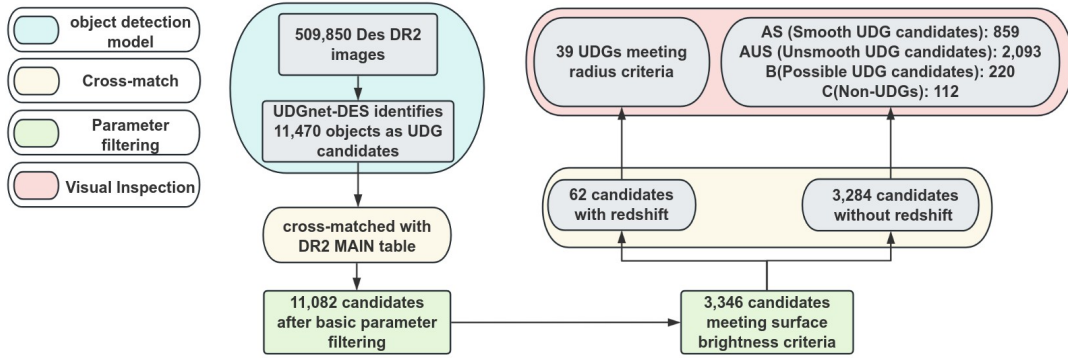 object detection
model
Cross-match
Parameter
filtering
Visual Inspection
509,850 Des DR2
images
UDGnet-DES identifies
11,470 objects as UDG
candidates
cross-matched with
DR2 MAIN table
11,082 candidates
after basic parameter
filtering
3,346 candidates
meeting surface
brightness criteria
62 candidates
with redshift
3,284 candidates
without redshift
39 UDGs meeting
radius criteria
AS (Smooth UDG candidates): 859
AUS (Unsmooth UDG candidates): 2,093
B(Possible UDG candidates): 220
C(Non-UDGs): 112